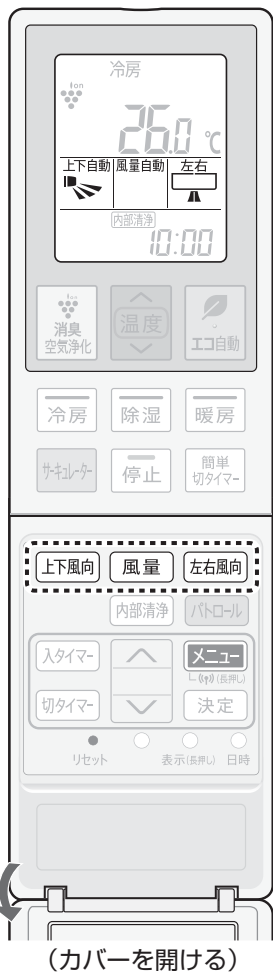 冷房
ion
26.0 ℃
上下自動 風量自動 左右
内部清浄
10:00
ion
消臭 空気浄化
温度
エコ自動
冷房 除湿 暖房
サーキュレーター 停止 簡単 切タイマー
上下風向 風量 左右風向
内部清浄 パトロール
入タイマー メニュー
(長押し)
切タイマー 決定
リセット 表示(長押し) 日時
(カバーを開ける)